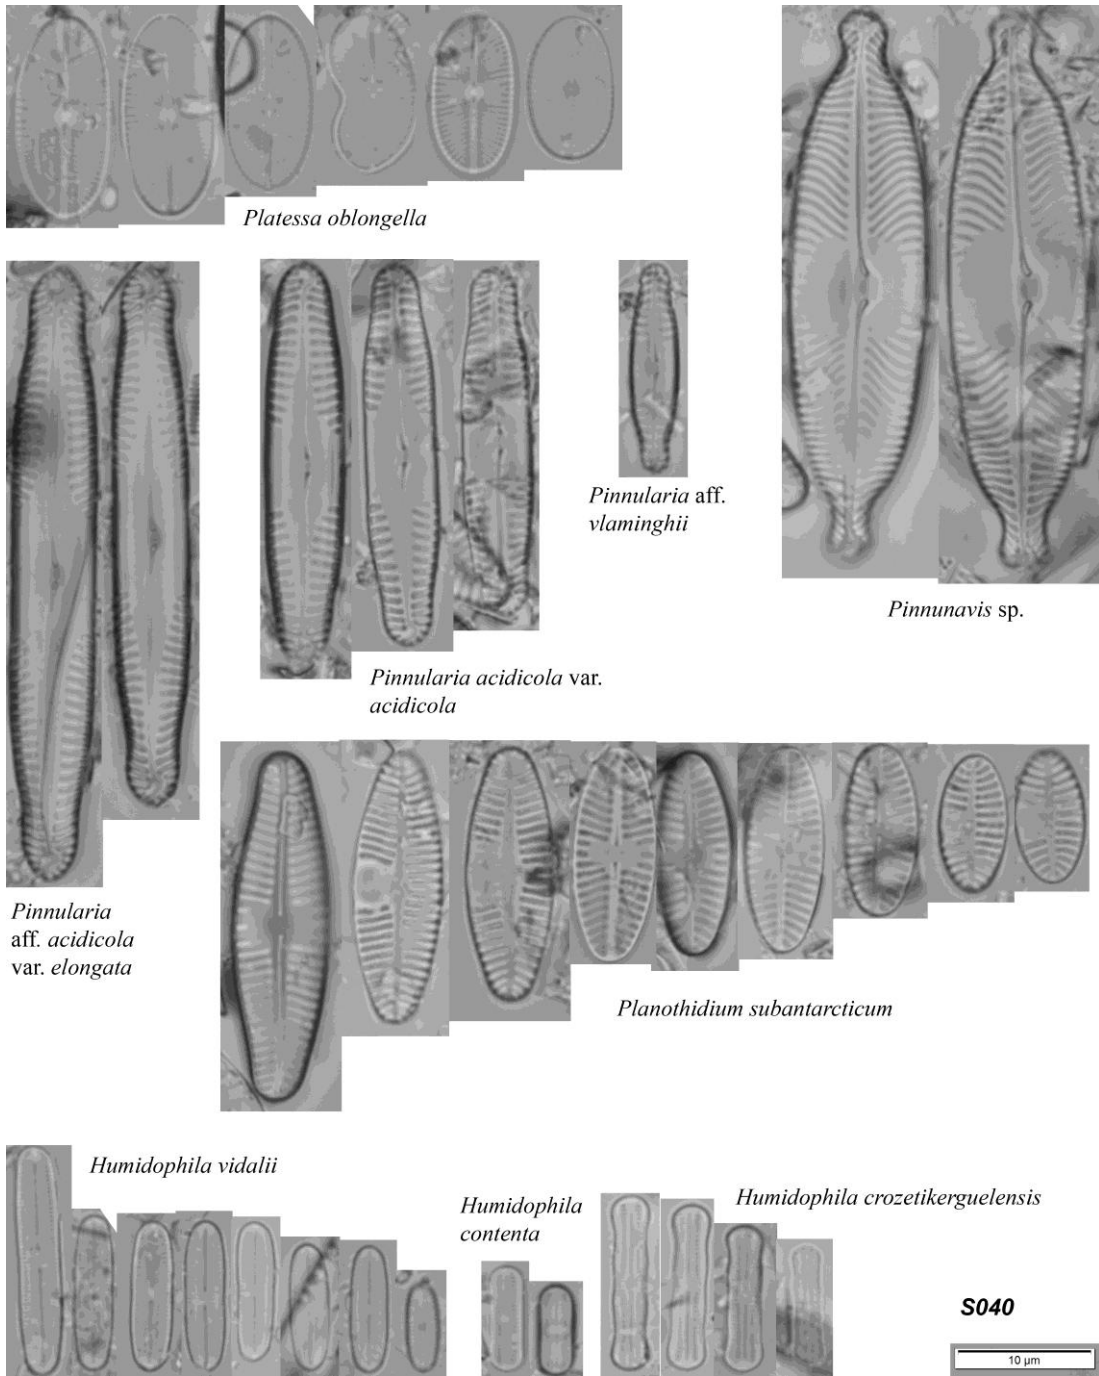 Platessa oblongella
Pinnularia aff.
vlaminghii
Pinnunavis sp.
Pinnularia acidicola var.
acidicola
Pinnularia
aff. acidicola
var. elongata
Planothidium subantarcticum
Humidophila vidalii
Humidophila
contenta
Humidophila crozetikerguelensis
S040
10 µm